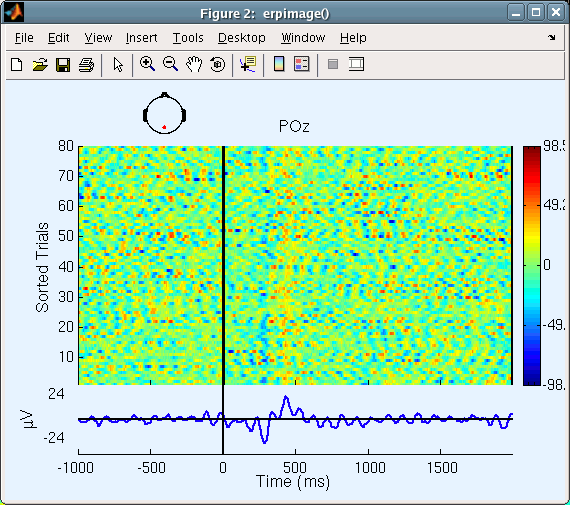 Figure 2: erpimage()
File Edit View Insert Tools Desktop Window Help
POz
80
70
60
50
40
30
20
10
Sorted Trials
98.
49.
0
-49.
-98.
24
-24
μV
-1000 -500 0 500 1000 1500
Time (ms)